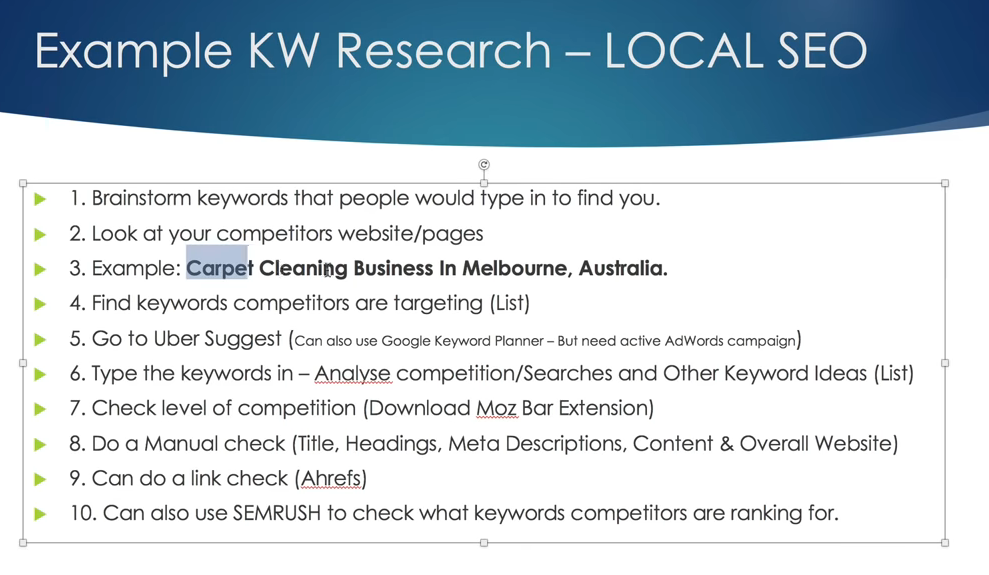 Example KW Research – LOCAL SEO
1. Brainstorm keywords that people would type in to find you.
2. Look at your competitors website/pages
3. Example: Carpet Cleaning Business In Melbourne, Australia.
4. Find keywords competitors are targeting (List)
5. Go to Uber Suggest (Can also use Google Keyword Planner – But need active AdWords campaign)
6. Type the keywords in – Analyse competition/Searches and Other Keyword Ideas (List)
7. Check level of competition (Download Moz Bar Extension)
8. Do a Manual check (Title, Headings, Meta Descriptions, Content & Overall Website)
9. Can do a link check (Ahrefs)
10. Can also use SEMRUSH to check what keywords competitors are ranking for.